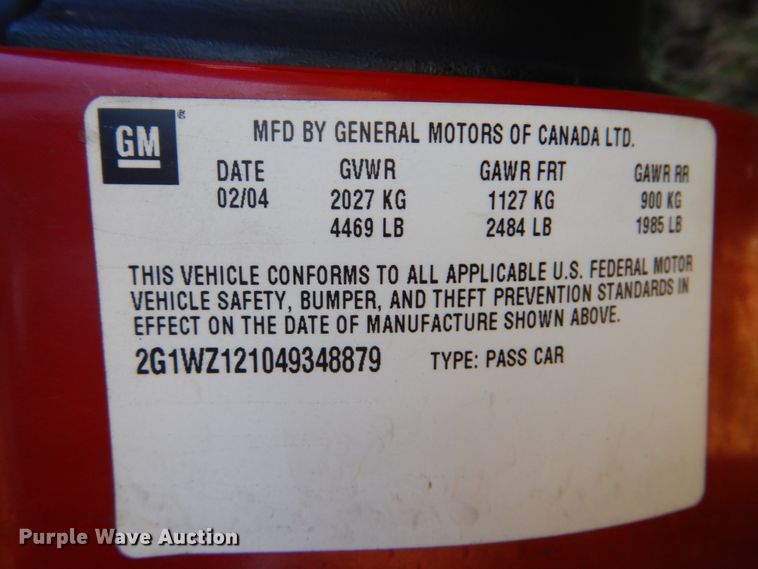 GM
MFD BY GENERAL MOTORS OF CANADA LTD.
DATE GVWR GAWR FRT GAWR RR
02/04 2027 KG 1127 KG 900 KG
4469 LB 2484 LB 1985 LB
THIS VEHICLE CONFORMS TO ALL APPLICABLE U.S. FEDERAL MOTOR
VEHICLE SAFETY, BUMPER, AND THEFT PREVENTION STANDARDS IN
EFFECT ON THE DATE OF MANUFACTURE SHOWN ABOVE.
2G1WZ121049348879 TYPE: PASS CAR
Purple Wave Auction®